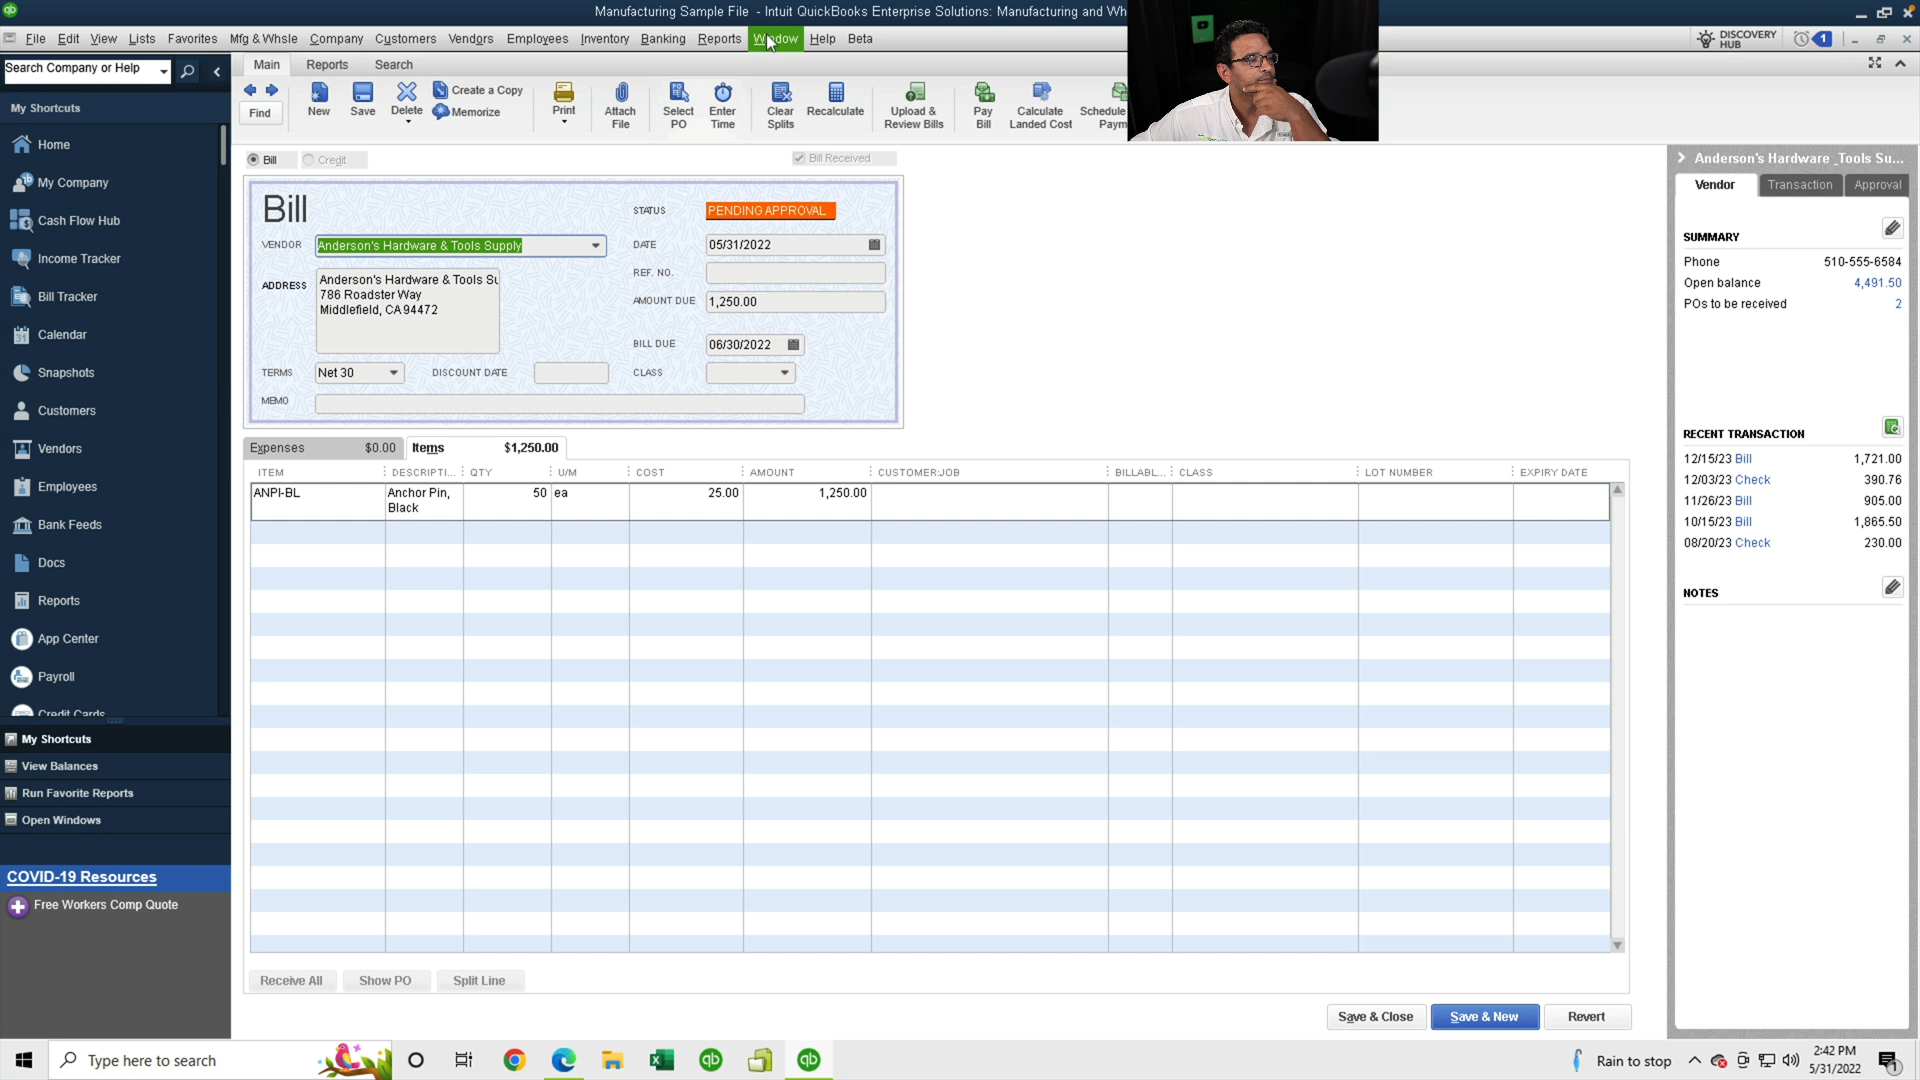 Manufacturing Sample File - Intuit QuickBooks Enterprise Solutions: Manufacturing and Wh
File Edit View Lists Favorites Mfg & Whsle Company Customers Vendors Employees Inventory Banking Reports Window Help Beta
DISCOVERY HUB 1
Search Company or Help
Main Reports Search
Find New Save Delete Create a Copy Memorize Print Attach File Select PO Enter Time Clear Splits Recalculate Upload & Review Bills Pay Bill Calculate Landed Cost Schedule Paym
My Shortcuts
Home
My Company
Cash Flow Hub
Income Tracker
Bill Tracker
Calendar
Snapshots
Customers
Vendors
Employees
Bank Feeds
Docs
Reports
App Center
Payroll
Credit Cards
My Shortcuts
View Balances
Run Favorite Reports
Open Windows
COVID-19 Resources
Free Workers Comp Quote
Bill Credit Bill Received
Bill
STATUS PENDING APPROVAL
VENDOR Anderson's Hardware & Tools Supply
DATE 05/31/2022
REF. NO.
ADDRESS Anderson's Hardware & Tools Su
786 Roadster Way
Middlefield, CA 94472
AMOUNT DUE 1,250.00
BILL DUE 06/30/2022
TERMS Net 30 DISCOUNT DATE CLASS
MEMO
Expenses $0.00 Items $1,250.00
ITEM DESCRIPTI... QTY U/M COST AMOUNT CUSTOMER:JOB BILLABL... CLASS LOT NUMBER EXPIRY DATE
ANPI-BL Anchor Pin, Black 50 ea 25.00 1,250.00
Receive All Show PO Split Line
Save & Close Save & New Revert
Anderson's Hardware _Tools Su...
Vendor Transaction Approval
SUMMARY
Phone 510-555-6584
Open balance 4,491.50
POs to be received 2
RECENT TRANSACTION
12/15/23 Bill 1,721.00
12/03/23 Check 390.76
11/26/23 Bill 905.00
10/15/23 Bill 1,865.50
08/20/23 Check 230.00
NOTES
Type here to search
Rain to stop
2:42 PM
5/31/2022
1